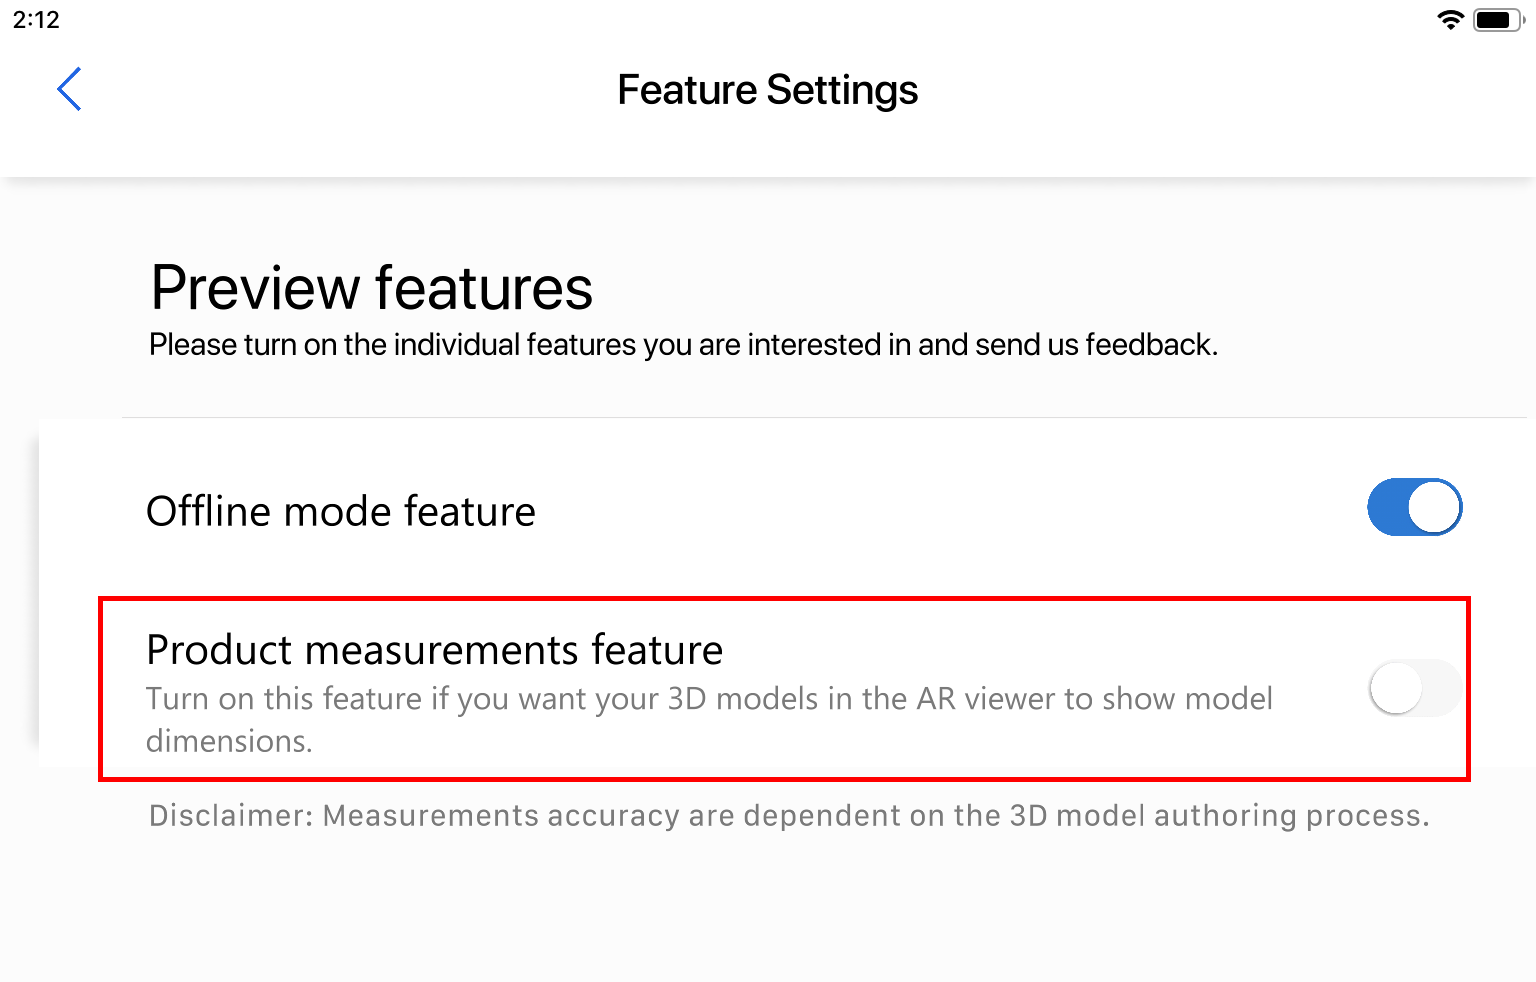 2:12
Feature Settings
Preview features
Please turn on the individual features you are interested in and send us feedback.
Offline mode feature
Product measurements feature
Turn on this feature if you want your 3D models in the AR viewer to show model
dimensions.
Disclaimer: Measurements accuracy are dependent on the 3D model authoring process.